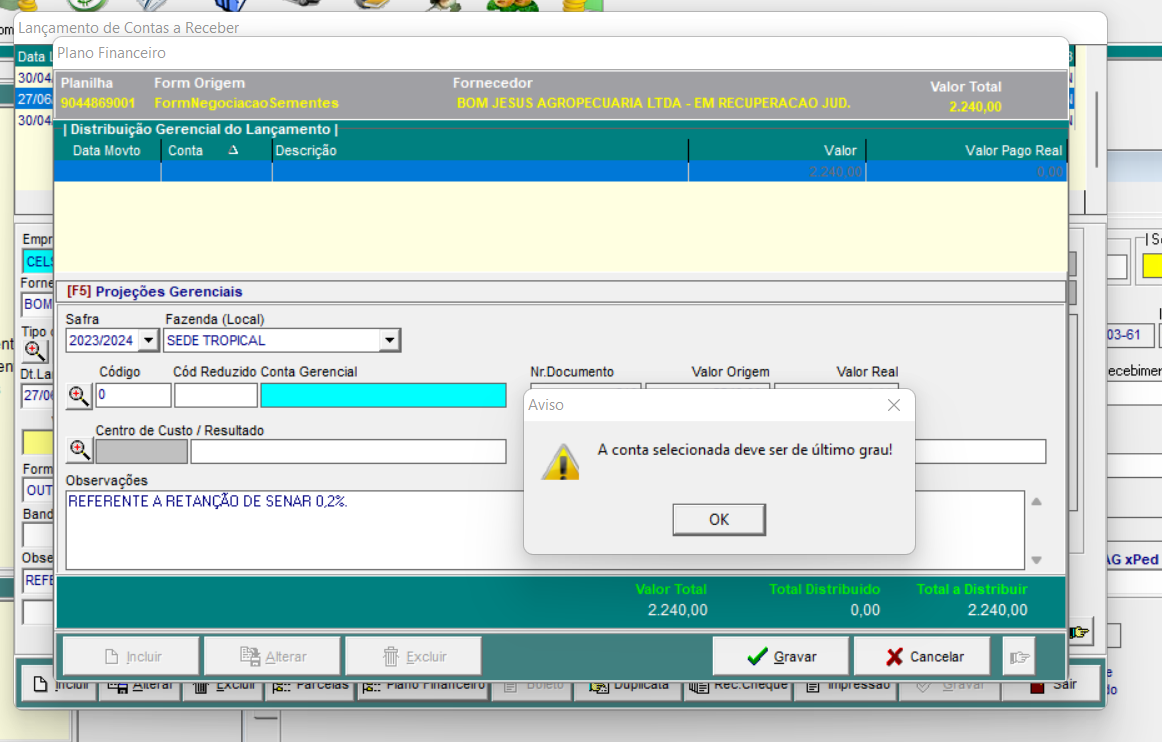 Lançamento de Contas a Receber
Plano Financeiro
Planilha Form Origem Fornecedor Valor Total
9044869001 FormNegociacaoSementes BOM JESUS AGROPECUARIA LTDA - EM RECUPERACAO JUD. 2.240,00
| Distribuição Gerencial do Lançamento |
Data Movto Conta Descrição Valor Valor Pago Real
2.240,00 0,00
Data L
30/04
27/06
30/04
[F5] Projeções Gerenciais
Safra Fazenda (Local)
2023/2024 SEDE TROPICAL
Código Cód Reduzido Conta Gerencial Nr.Documento Valor Origem Valor Real
0
Centro de Custo / Resultado
Observações
REFERENTE A RETANÇÃO DE SENAR 0,2%.
Aviso
A conta selecionada deve ser de último grau!
OK
Valor Total Total Distribuido Total a Distribuir
2.240,00 0,00 2.240,00
Incluir Alterar Excluir Gravar Cancelar
Empr
CELS
Forne
BOM
Tipo
Dt.La
27/0
Form
OUT
Band
Obse
REFE
03-61
ecebimen
AG xPed
Incluir Alterar Excluir Parcelas Plano Financeiro Boleto Duplicata Rec.Cheque Impressão Gravar Sair